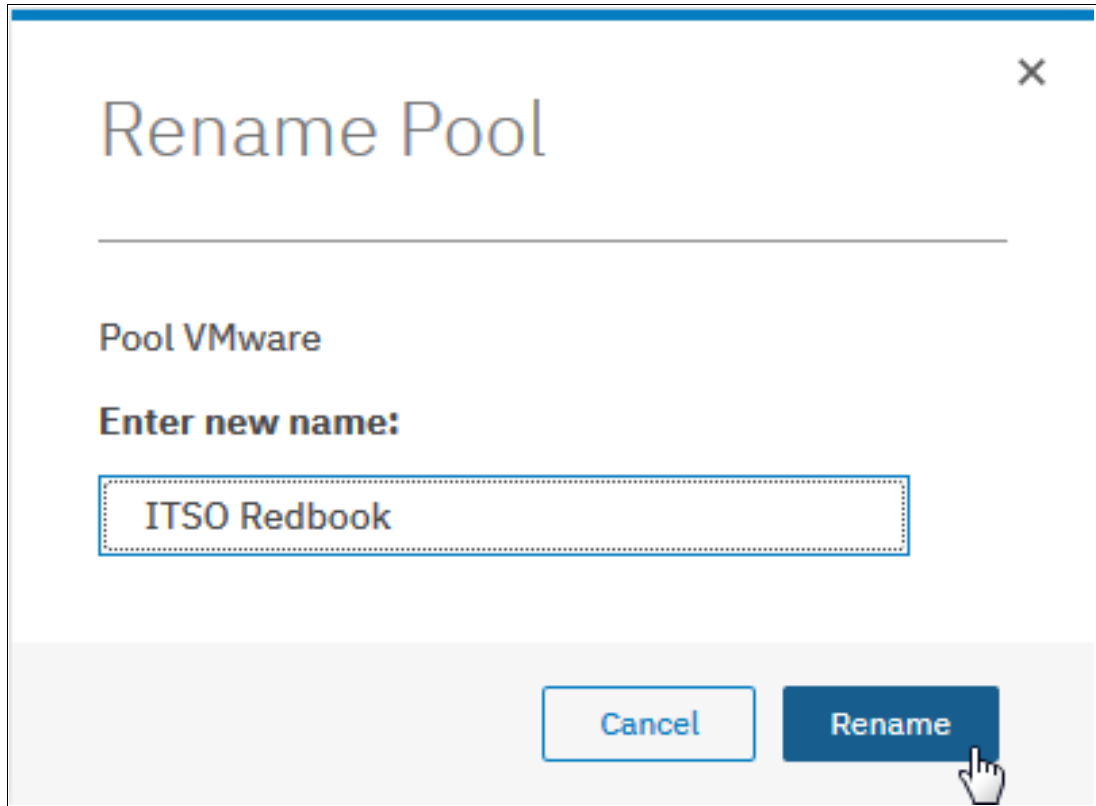 Rename Pool
Pool VMware
Enter new name:
ITSO Redbook
Cancel Rename